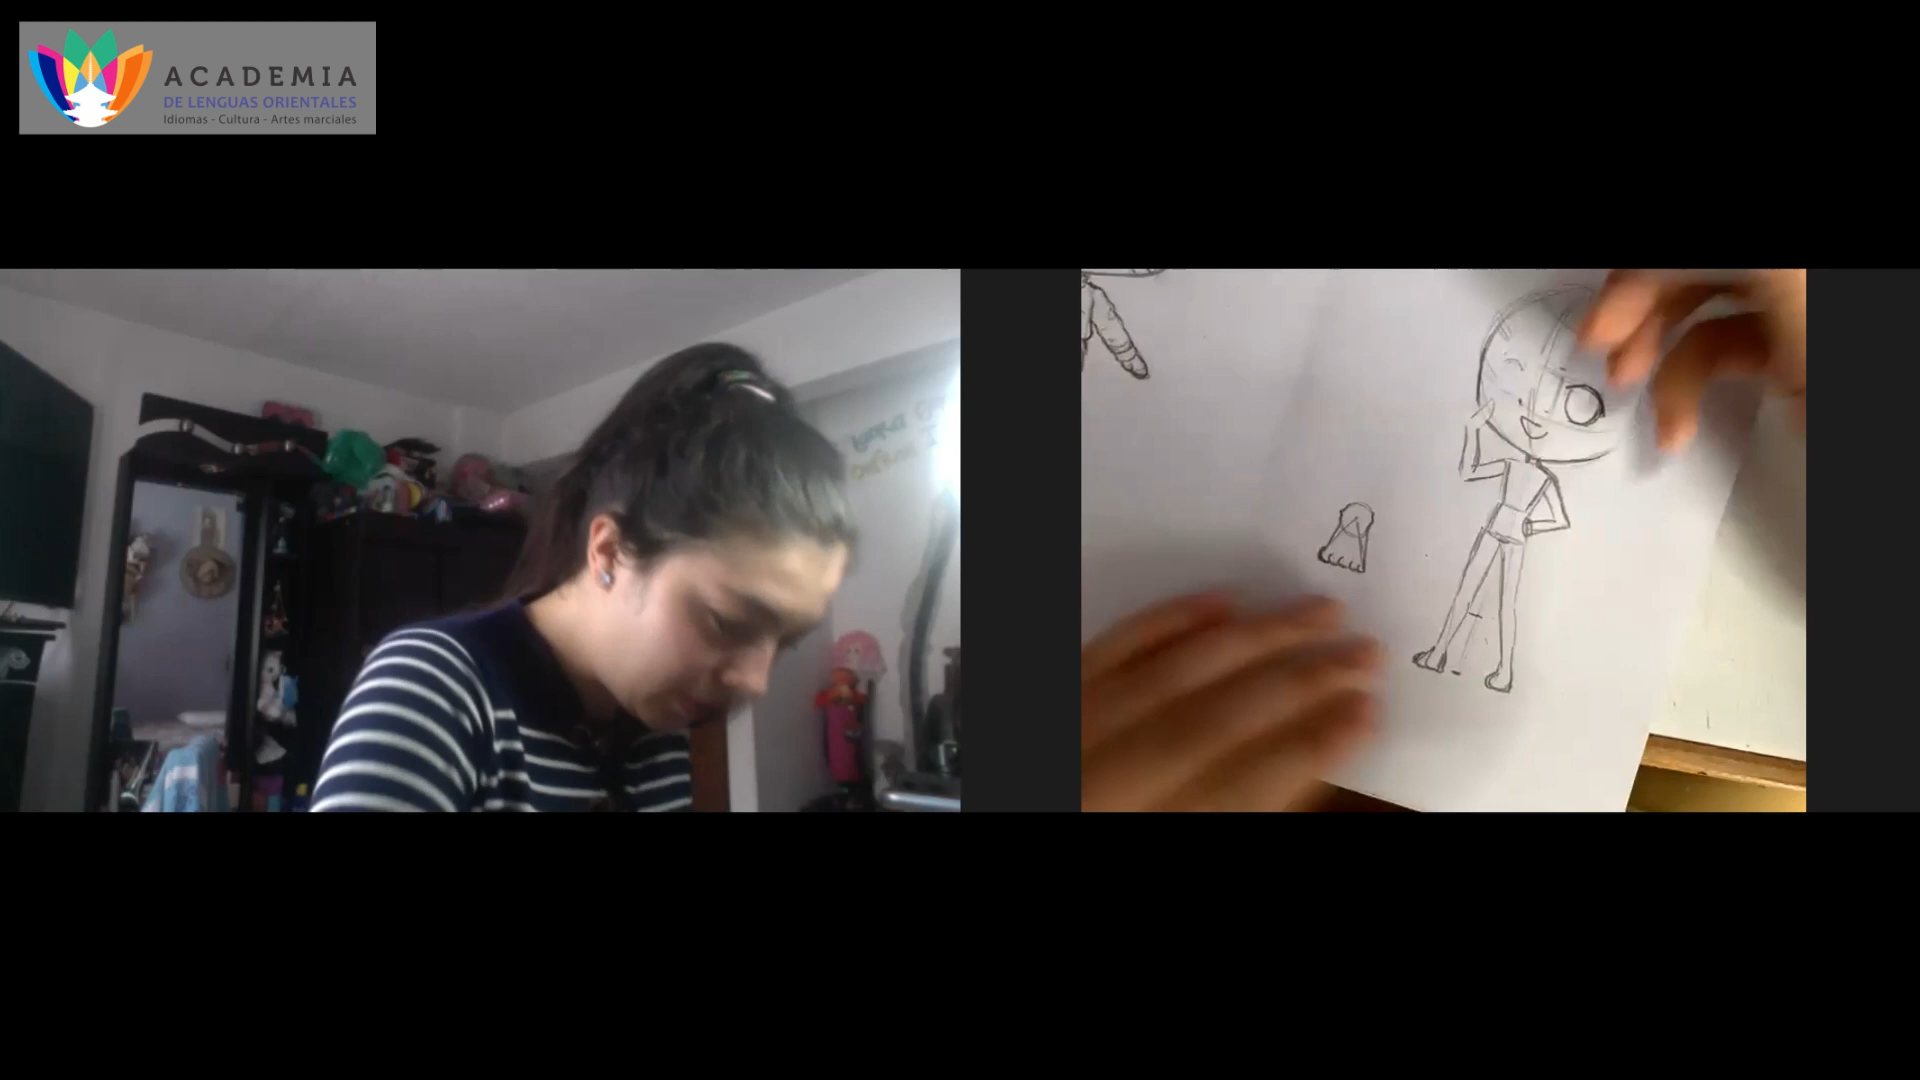 ACADEMIA
DE LENGUAS ORIENTALES
Idiomas - Cultura - Artes marciales